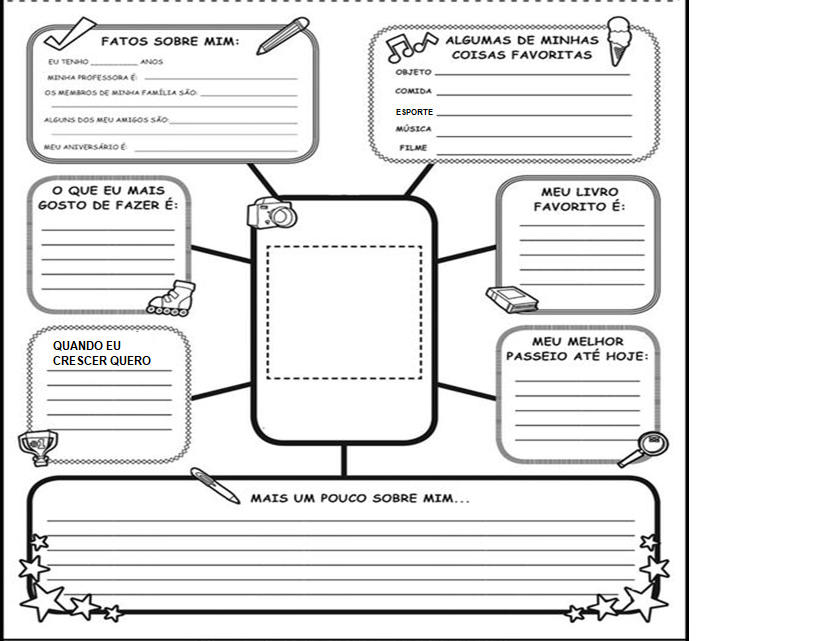 FATOS SOBRE MIM:
EU TENHO __________ ANOS
MINHA PROFESSORA É:
OS MEMBROS DE MINHA FAMÍLIA SÃO:
ALGUNS DOS MEU AMIGOS SÃO:
MEU ANIVERSÁRIO É:
ALGUMAS DE MINHAS
COISAS FAVORITAS
OBJETO
COMIDA
ESPORTE
MÚSICA
FILME
O QUE EU MAIS
GOSTO DE FAZER É:
MEU LIVRO
FAVORITO É:
QUANDO EU
CRESCER QUERO
MEU MELHOR
PASSEIO ATÉ HOJE:
#1
MAIS UM POUCO SOBRE MIM...